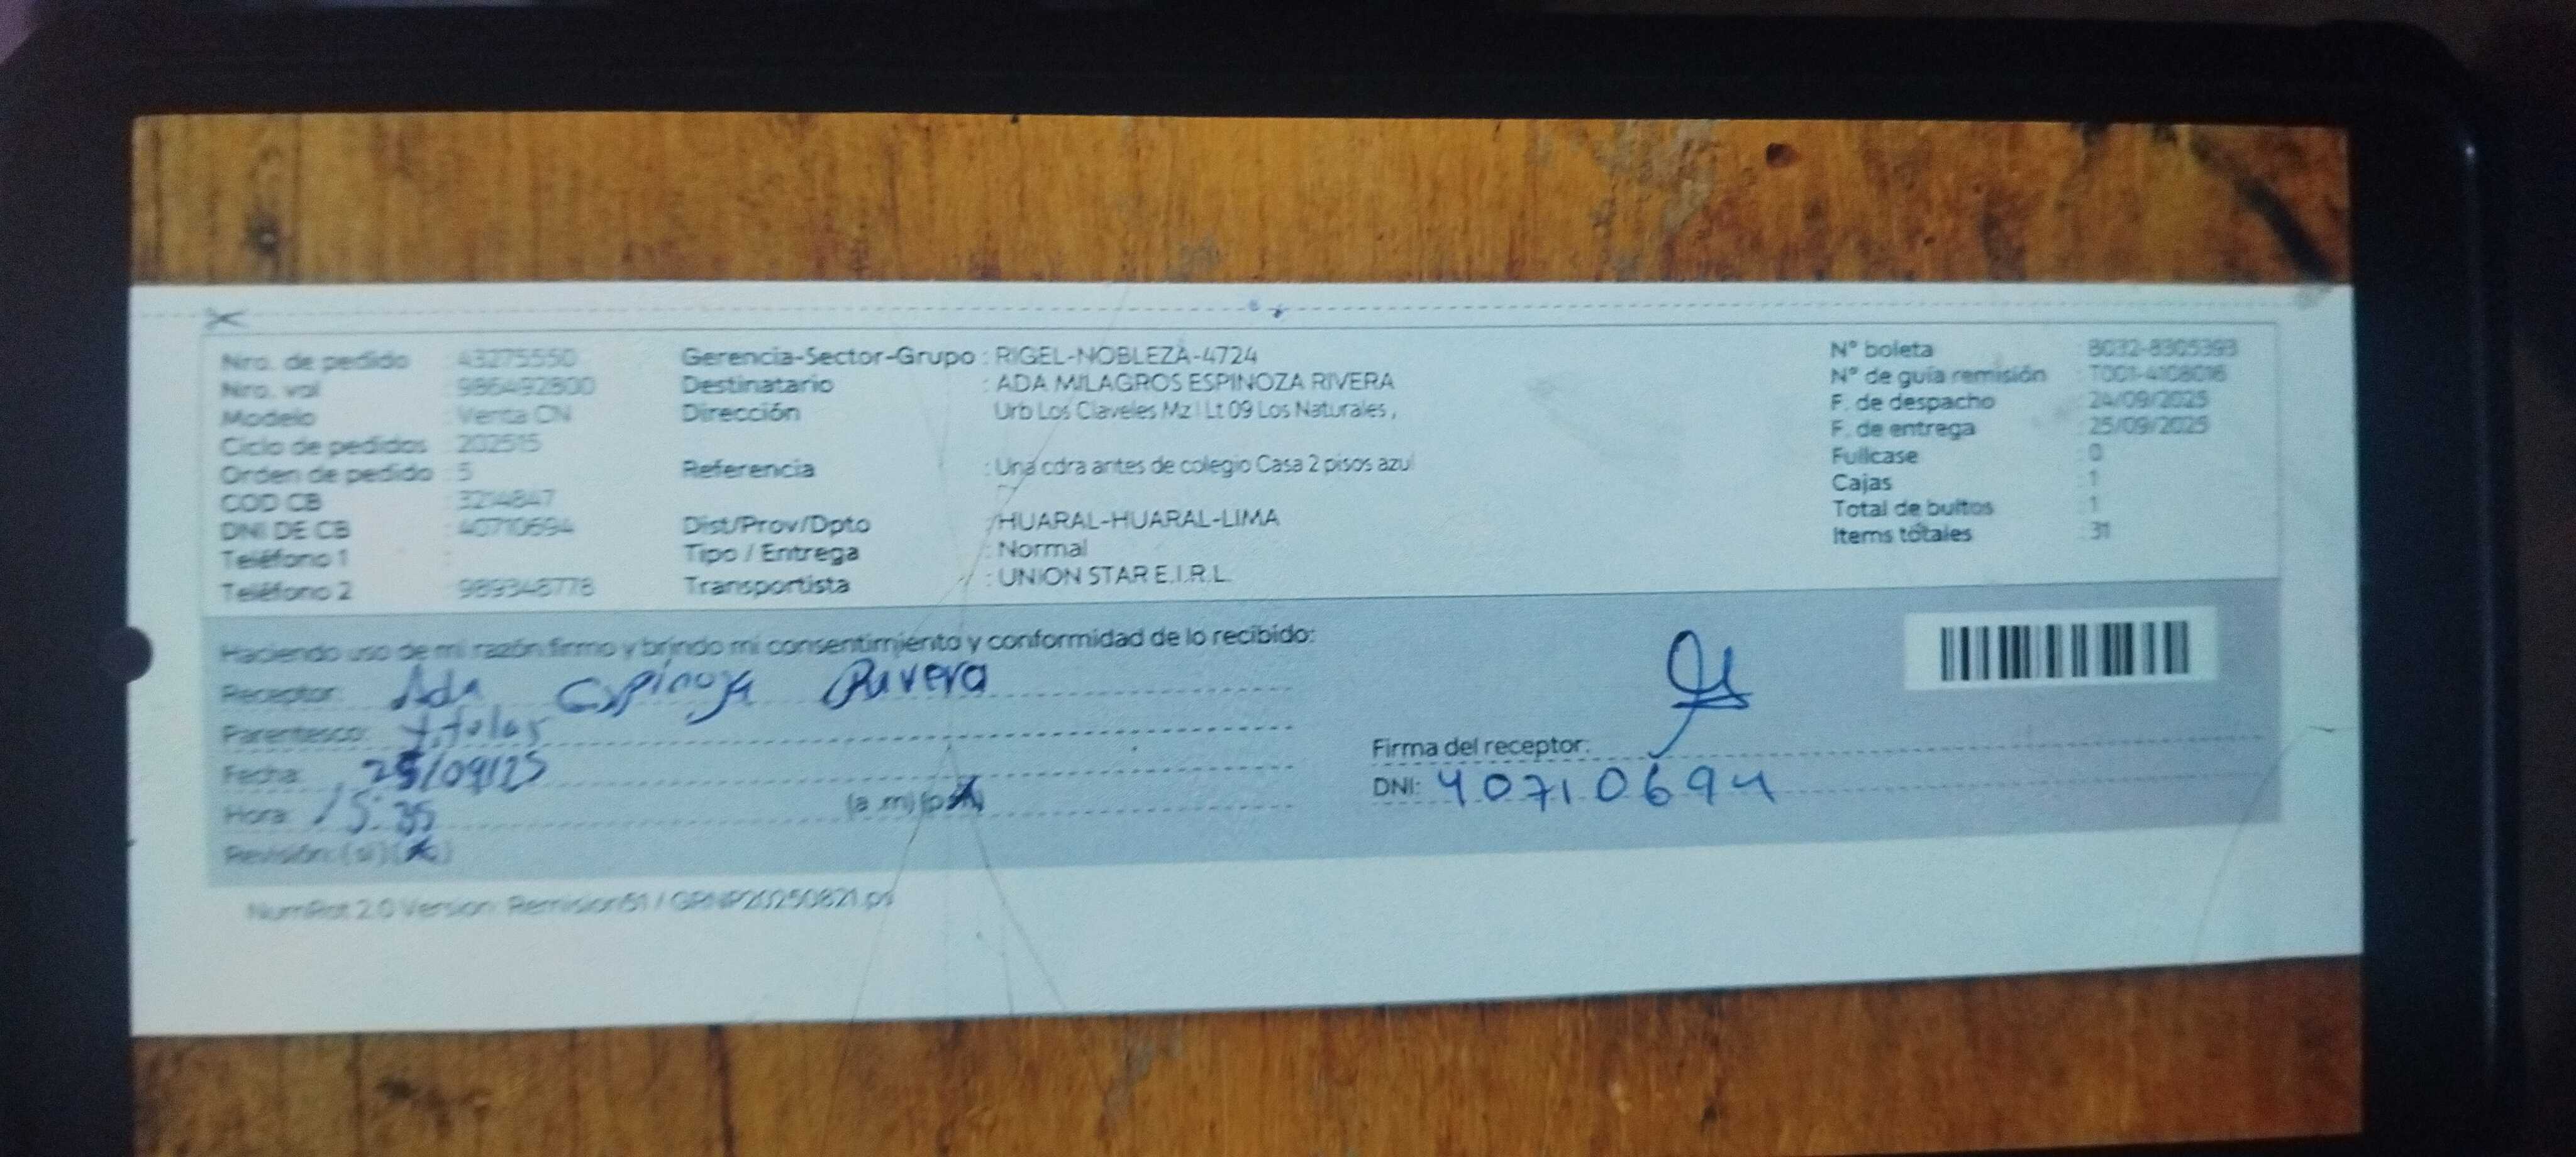 Nro. de pedido : 43275550
Nro. val : 986492800
Modelo : Venta CN
Ciclo de pedidos : 202515
Orden de pedido : 5
COD CB : 3214847
DNI DE CB : 40710694
Teléfono 1 :
Teléfono 2 : 989348778
Gerencia-Sector-Grupo : RIGEL-NOBLEZA-4724
Destinatario : ADA MILAGROS ESPINOZA RIVERA
Dirección Urb Los Claveles Mz I Lt 09 Los Naturales ,
Referencia : Una cdra antes de colegio Casa 2 pisos azul
Dist/Prov/Dpto : HUARAL-HUARAL-LIMA
Tipo / Entrega : Normal
Transportista : UNION STAR E.I.R.L.
N° boleta : B032-8305393
N° de guía remisión : T001-4108016
F. de despacho : 24/09/2025
F. de entrega : 25/09/2025
Fullcase : 0
Cajas : 1
Total de bultos : 1
Items totales : 31
Haciendo uso de mi razón firmo y brindo mi consentimiento y conformidad de lo recibido:
Receptor: Ada Espinoza Rivera
Parentesco: titular
Fecha: 25/09/25
Hora: 15:35 (a.m) (p.m)
Revisión: (si) (no)
Firma del receptor:
DNI: 40710694
NumRot 2.0 Version: Remision51 / GRNP20250821.ps